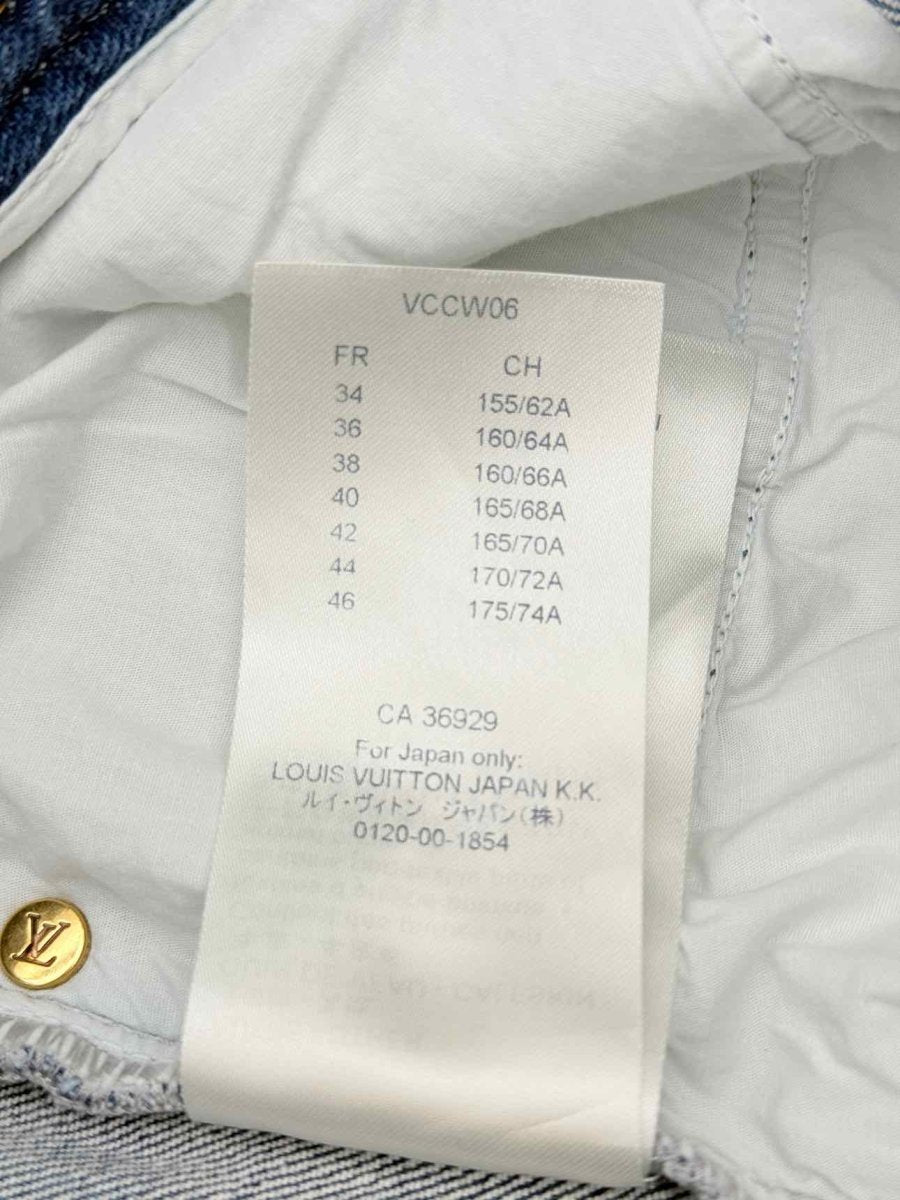 VCCW06
FR CH
34 155/62A
36 160/64A
38 160/66A
40 165/68A
42 165/70A
44 170/72A
46 175/74A
CA 36929
For Japan only:
LOUIS VUITTON JAPAN K.K.
ルイ・ヴィトン ジャパン(株)
0120-00-1854
LV